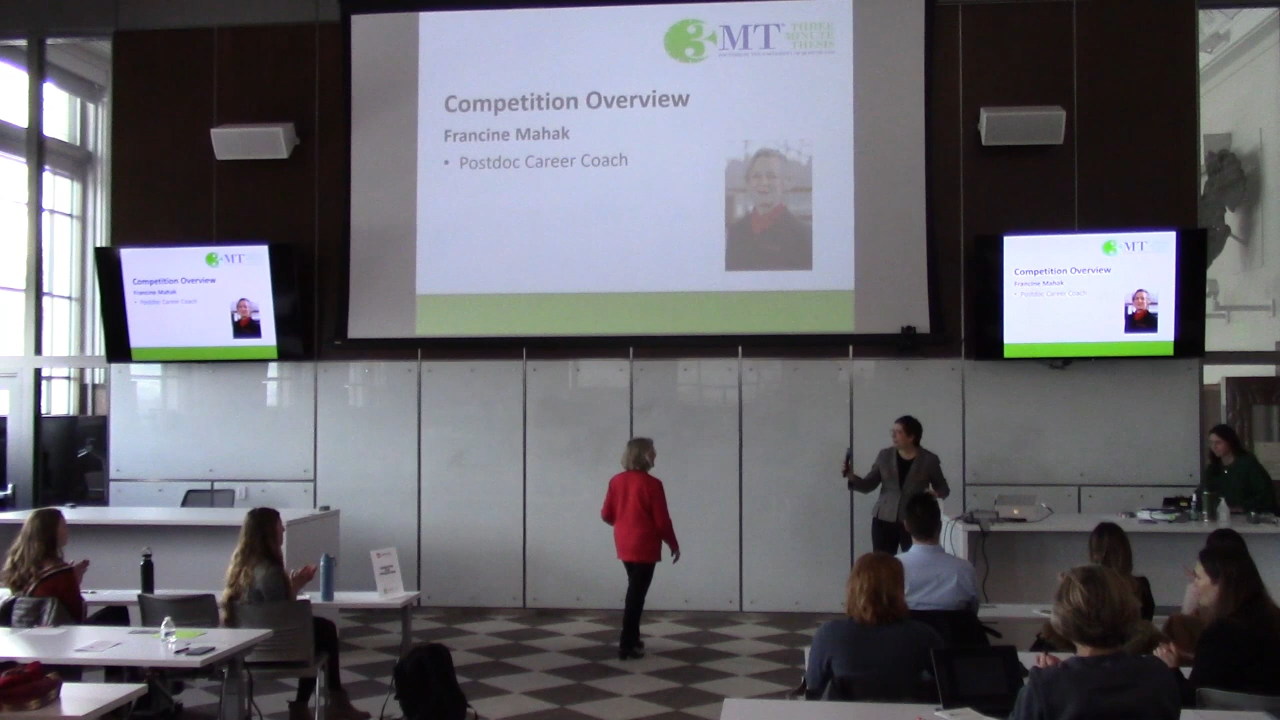 3MT THREE
MINUTE
THESIS
Competition Overview
Francine Mahak
• Postdoc Career Coach
3MT
Competition Overview
Francine Mahak
• Postdoc Career Coach
3MT
Competition Overview
Francine Mahak
• Postdoc Career Coach